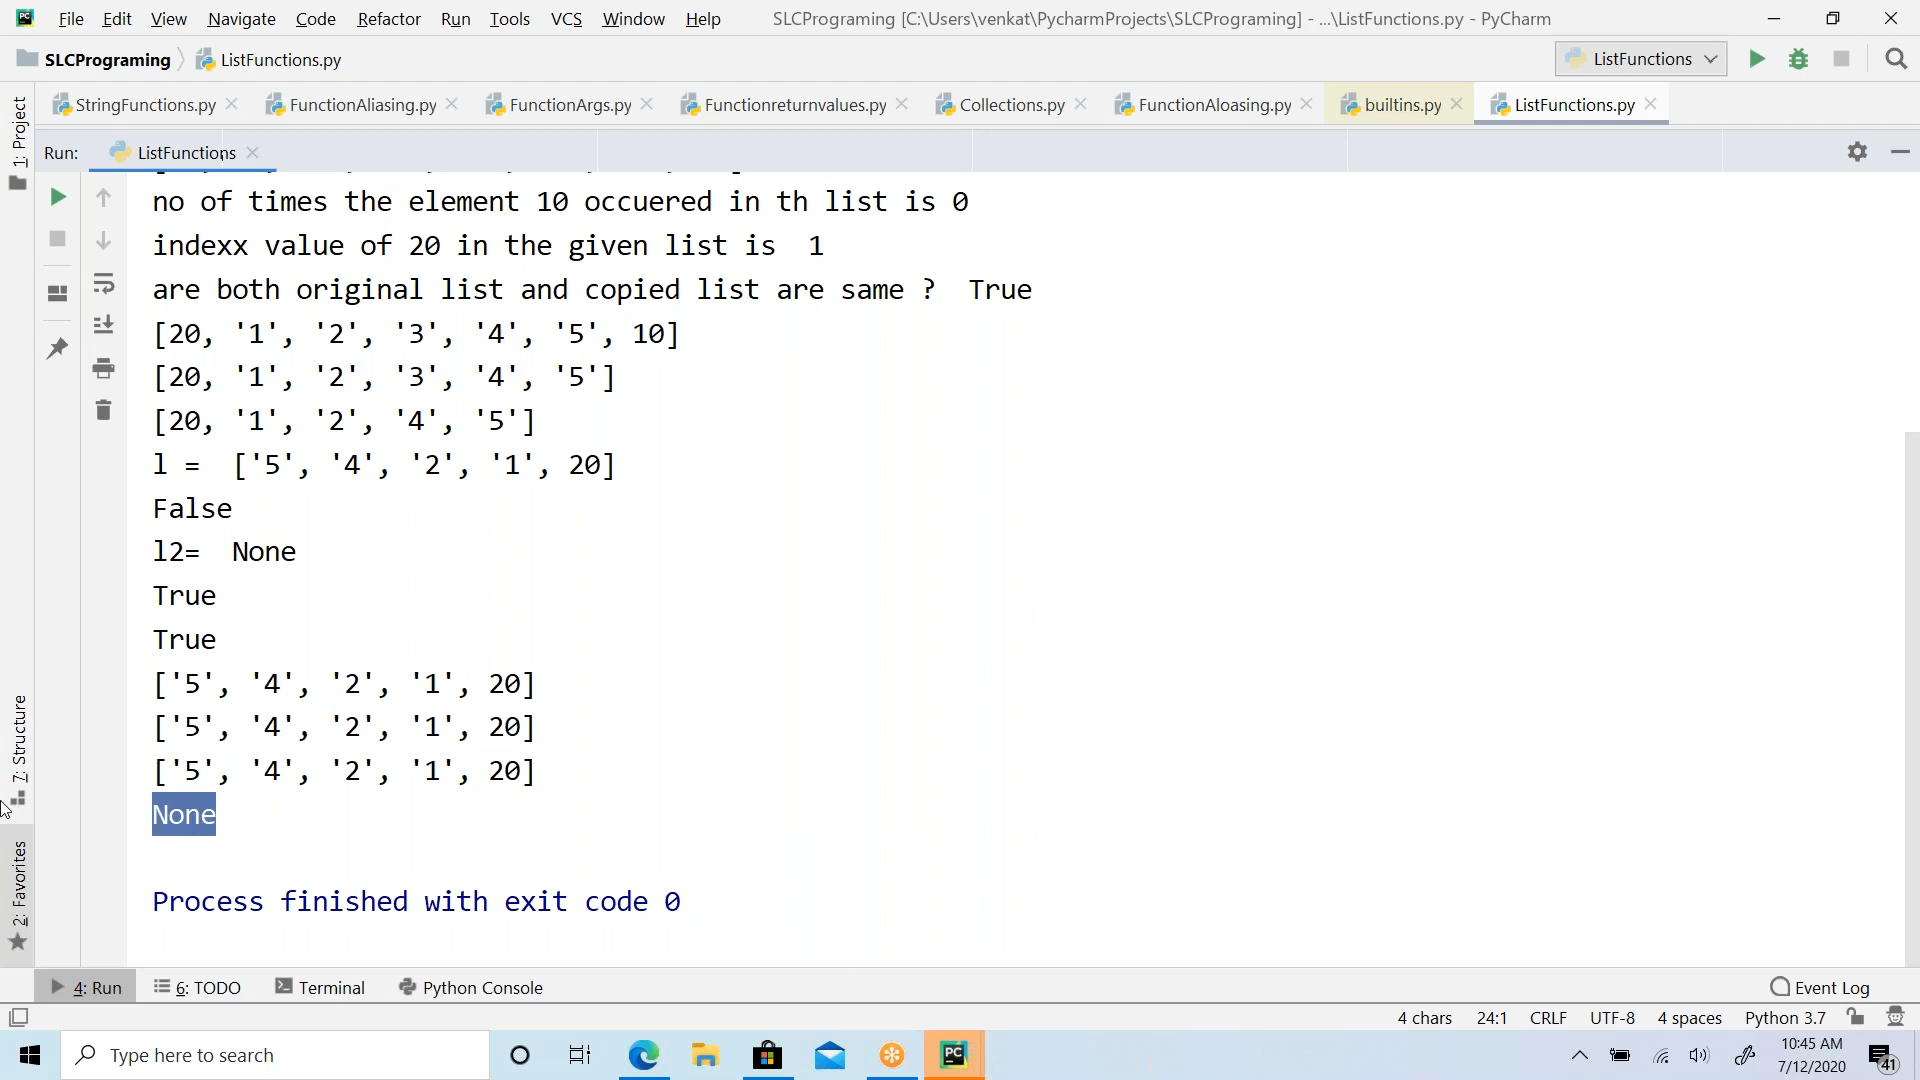 File Edit View Navigate Code Refactor Run Tools VCS Window Help SLCPrograming [C:\Users\venkat\PycharmProjects\SLCPrograming] - ...\ListFunctions.py - PyCharm
SLCPrograming ListFunctions.py ListFunctions
StringFunctions.py FunctionAliasing.py FunctionArgs.py Functionreturnvalues.py Collections.py FunctionAloasing.py builtins.py ListFunctions.py
1: Project
Run: ListFunctions
no of times the element 10 occuered in th list is 0
indexx value of 20 in the given list is  1
are both original list and copied list are same ?  True
[20, '1', '2', '3', '4', '5', 10]
[20, '1', '2', '3', '4', '5']
[20, '1', '2', '4', '5']
l =  ['5', '4', '2', '1', 20]
False
l2=  None
True
True
['5', '4', '2', '1', 20]
['5', '4', '2', '1', 20]
['5', '4', '2', '1', 20]
None
Process finished with exit code 0
7: Structure
2: Favorites
4: Run 6: TODO Terminal Python Console Event Log
4 chars 24:1 CRLF UTF-8 4 spaces Python 3.7
Type here to search
PC
10:45 AM
7/12/2020
41